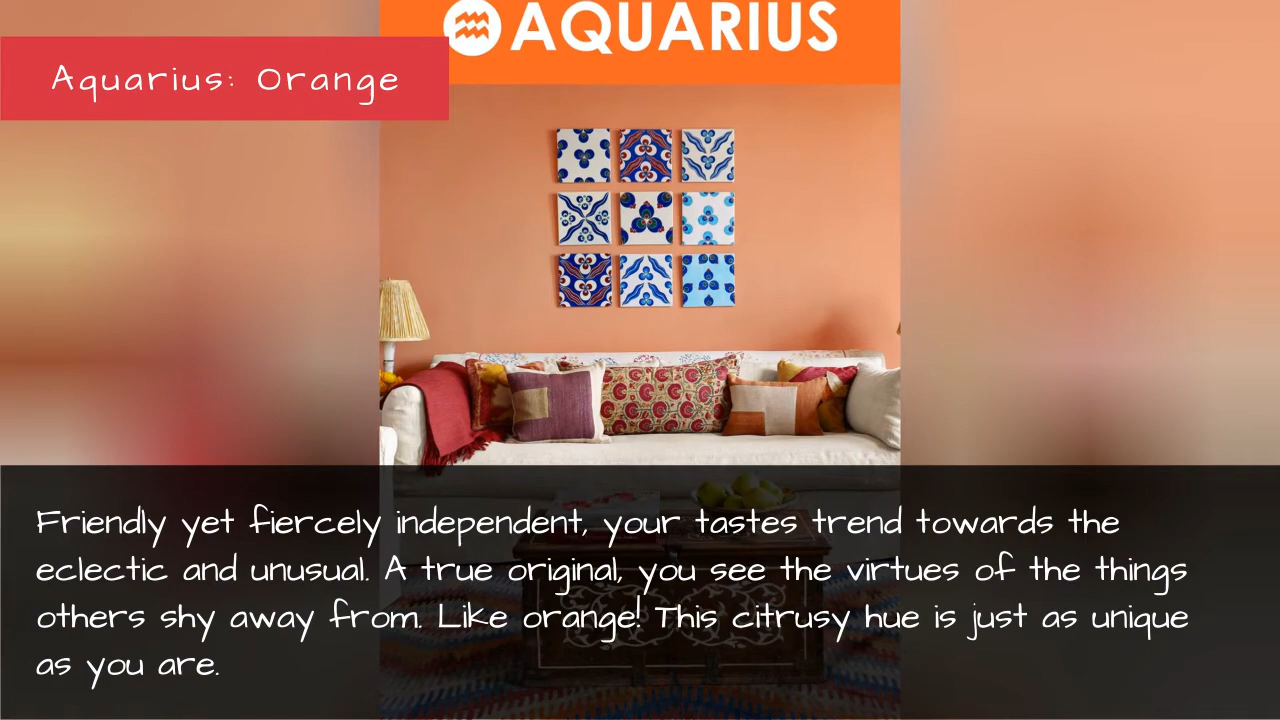 AQUARIUS
Aquarius: Orange
Friendly yet fiercely independent, your tastes trend towards the
eclectic and unusual. A true original, you see the virtues of the things
others shy away from. Like orange! This citrusy hue is just as unique
as you are.